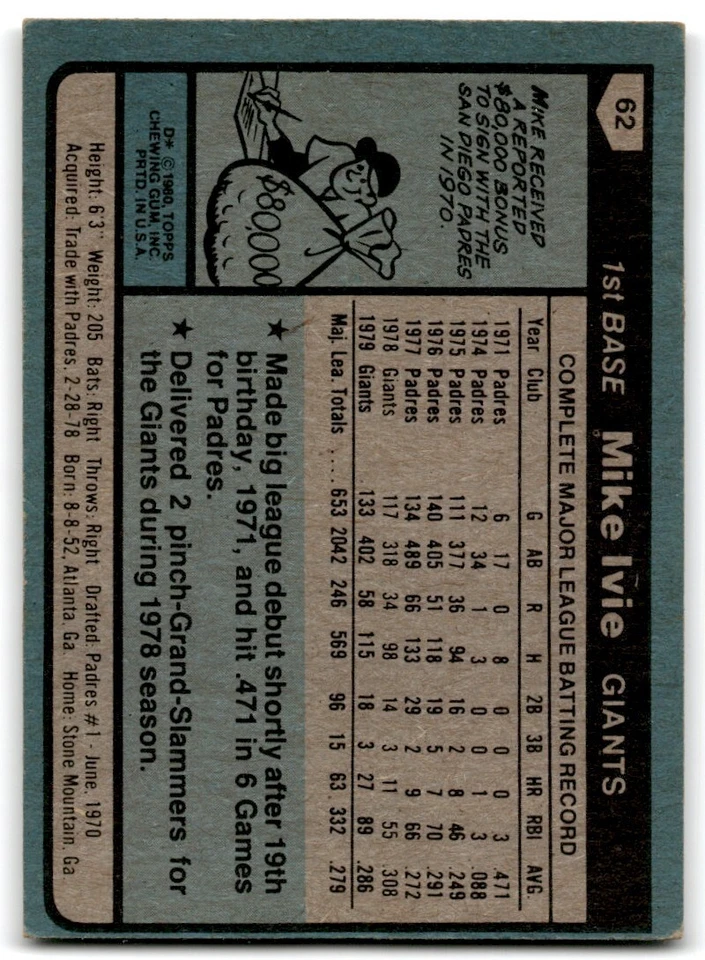 62 1st BASE Mike Ivie GIANTS
MIKE RECEIVED
A REPORTED
$80,000 BONUS
TO SIGN WITH THE
SAN DIEGO PADRES
IN 1970.
$80,000
D* © 1980, TOPPS
CHEWING GUM, INC.
PRTD. IN U.S.A.
COMPLETE MAJOR LEAGUE BATTING RECORD
Year Club G AB R H 2B 3B HR RBI AVG.
1971 Padres 6 17 0 8 0 0 0 3 .471
1974 Padres 12 34 1 3 0 0 1 3 .088
1975 Padres 111 377 36 94 16 2 8 46 .249
1976 Padres 140 405 51 118 19 5 7 70 .291
1977 Padres 134 489 66 133 29 2 9 66 .272
1978 Giants 117 318 34 98 14 3 11 55 .308
1979 Giants 133 402 58 115 18 3 27 89 .286
Maj. Lea. Totals .... 653 2042 246 569 96 15 63 332 .279
★ Made big league debut shortly after 19th
birthday, 1971, and hit .471 in 6 Games
for Padres.
★ Delivered 2 pinch-Grand-Slammers for
the Giants during 1978 season.
Height: 6'3" Weight: 205 Bats: Right Throws: Right Drafted: Padres #1 - June, 1970
Acquired: Trade with Padres, 2-28-78 Born: 8-8-52, Atlanta, Ga. Home: Stone Mountain, Ga.